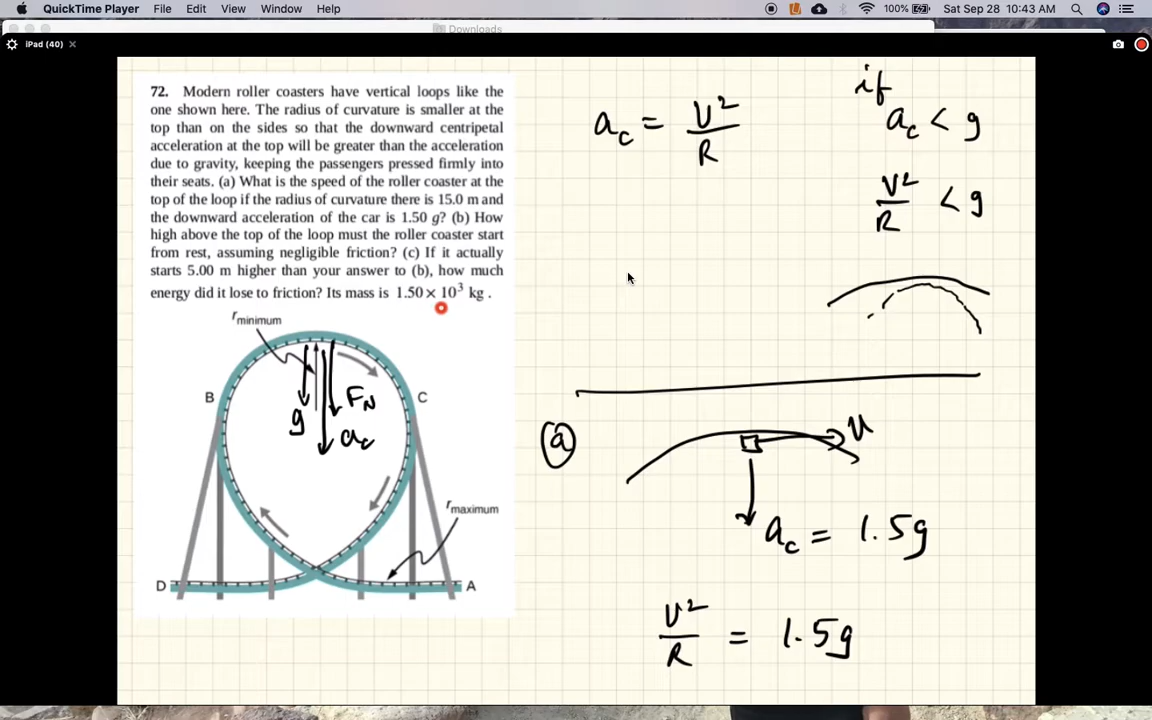 QuickTime Player File Edit View Window Help 100% Sat Sep 28 10:43 AM
Downloads
iPad (40)
72. Modern roller coasters have vertical loops like the
one shown here. The radius of curvature is smaller at the
top than on the sides so that the downward centripetal
acceleration at the top will be greater than the acceleration
due to gravity, keeping the passengers pressed firmly into
their seats. (a) What is the speed of the roller coaster at the
top of the loop if the radius of curvature there is 15.0 m and
the downward acceleration of the car is 1.50 g? (b) How
high above the top of the loop must the roller coaster start
from rest, assuming negligible friction? (c) If it actually
starts 5.00 m higher than your answer to (b), how much
energy did it lose to friction? Its mass is 1.50 × 10³ kg .
rminimum
B
C
g
FN
ac
rmaximum
D
A
ac = V²/R
if
ac < g
V²/R < g
(a)
v
ac = 1.5g
V²/R = 1.5g